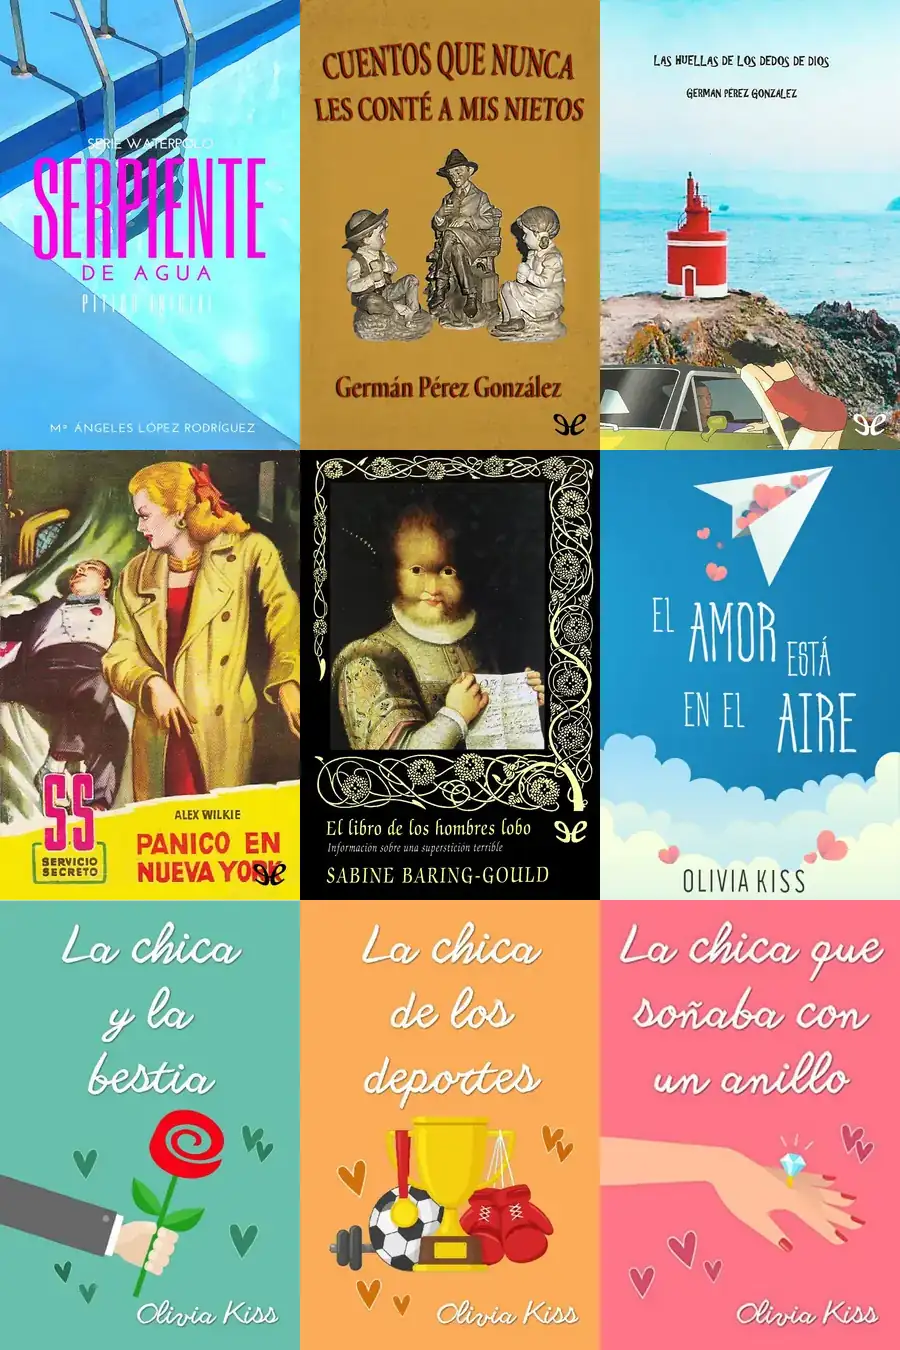 SERIE WATERPOLO
SERPIENTE
DE AGUA
PITIDO INICIAL
Mª ÁNGELES LÓPEZ RODRÍGUEZ
CUENTOS QUE NUNCA
LES CONTÉ A MIS NIETOS
Germán Pérez González
LAS HUELLAS DE LOS DEDOS DE DIOS
GERMAN PÉREZ GONZALEZ
SS
SERVICIO
SECRETO
ALEX WILKIE
PANICO EN
NUEVA YORK
El libro de los hombres lobo
Información sobre una superstición terrible
SABINE BARING-GOULD
EL AMOR ESTÁ
EN EL AIRE
OLIVIA KISS
La chica
y la
bestia
Olivia Kiss
La chica
de los
deportes
Olivia Kiss
La chica que
soñaba con
un anillo
Olivia Kiss